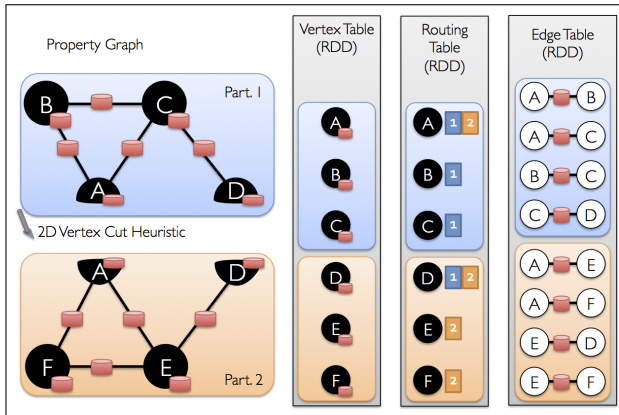 Property Graph
Part. 1
B
C
A
D
2D Vertex Cut Heuristic
A
D
F
E
Part. 2
Vertex Table
(RDD)
A
B
C
D
E
F
Routing
Table
(RDD)
A 1 2
B 1
C 1
D 1 2
E 2
F 2
Edge Table
(RDD)
A B
A C
B C
C D
A E
A F
E D
E F